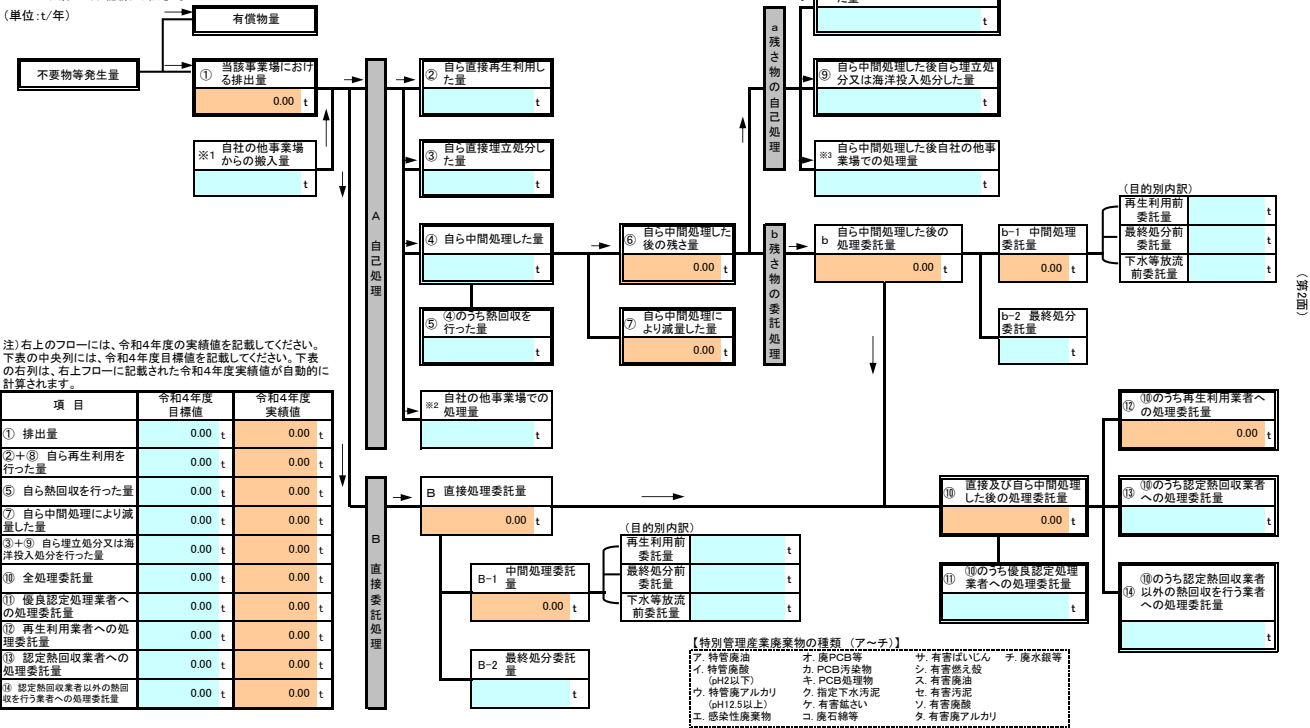 (単位:t/年)
有償物量
不要物等発生量
① 当該事業場におけ
る排出量
0.00 t
※1 自社の他事業場
からの搬入量
t
A 自己処理
② 自ら直接再生利用し
た量
t
③ 自ら直接埋立処分し
た量
t
④ 自ら中間処理した量
t
⑤ ④のうち熱回収を
行った量
t
※2 自社の他事業場での
処理量
t
⑥ 自ら中間処理した
後の残さ量
0.00 t
⑦ 自ら中間処理に
より減量した量
0.00 t
a 残さ物の自己処理
た量
t
⑨ 自ら中間処理した後自ら埋立処
分又は海洋投入処分した量
t
※3 自ら中間処理した後自社の他事
業場での処理量
t
b 残さ物の委託処理
b 自ら中間処理した後の
処理委託量
0.00 t
b-1 中間処理
委託量
0.00 t
(目的別内訳)
再生利用前
委託量
t
最終処分前
委託量
t
下水等放流
前委託量
t
b-2 最終処分
委託量
t
(第2面)
注)右上のフローには、令和4年度の実績値を記載してください。
下表の中央列には、令和4年度目標値を記載してください。下表
の右列は、右上フローに記載された令和4年度実績値が自動的に
計算されます。
項 目 令和4年度
目標値 令和4年度
実績値
① 排出量 0.00 t 0.00 t
②+⑧ 自ら再生利用を
行った量 0.00 t 0.00 t
⑤ 自ら熱回収を行った量 0.00 t 0.00 t
⑦ 自ら中間処理により減
量した量 0.00 t 0.00 t
③+⑨ 自ら埋立処分又は海
洋投入処分を行った量 0.00 t 0.00 t
⑩ 全処理委託量 0.00 t 0.00 t
⑪ 優良認定処理業者へ
の処理委託量 0.00 t 0.00 t
⑫ 再生利用業者への処
理委託量 0.00 t 0.00 t
⑬ 認定熱回収業者への
処理委託量 0.00 t 0.00 t
⑭ 認定熱回収業者以外の熱回
収を行う業者への処理委託量 0.00 t 0.00 t
B 直接委託処理
B 直接処理委託量
0.00 t
B-1 中間処理委託
量
0.00 t
(目的別内訳)
再生利用前
委託量
t
最終処分前
委託量
t
下水等放流
前委託量
t
B-2 最終処分委託
量
t
⑩ 直接及び自ら中間処理
した後の処理委託量
0.00 t
⑪ ⑩のうち優良認定処理
業者への処理委託量
t
⑫ ⑩のうち再生利用業者へ
の処理委託量
0.00 t
⑬ ⑩のうち認定熱回収業者
への処理委託量
t
⑭ ⑩のうち認定熱回収業者
以外の熱回収を行う業者
への処理委託量
t
【特別管理産業廃棄物の種類 (ア~チ)】
ア. 特管廃油 オ. 廃PCB等 サ. 有害ばいじん チ. 廃水銀等
イ. 特管廃酸 カ. PCB汚染物 シ. 有害燃え殻
(pH2以下) キ. PCB処理物 ス. 有害廃油
ウ. 特管廃アルカリ ク. 指定下水汚泥 セ. 有害汚泥
(pH12.5以上) ケ. 有害鉱さい ソ. 有害廃酸
エ. 感染性廃棄物 コ. 廃石綿等 タ. 有害廃アルカリ